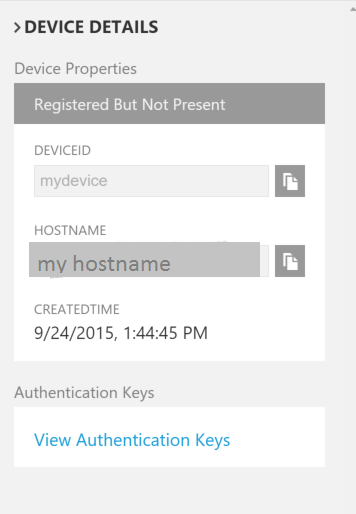 DEVICE DETAILS
Device Properties
Registered But Not Present
DEVICEID
mydevice
HOSTNAME
my hostname
CREATEDTIME
9/24/2015, 1:44:45 PM
Authentication Keys
View Authentication Keys